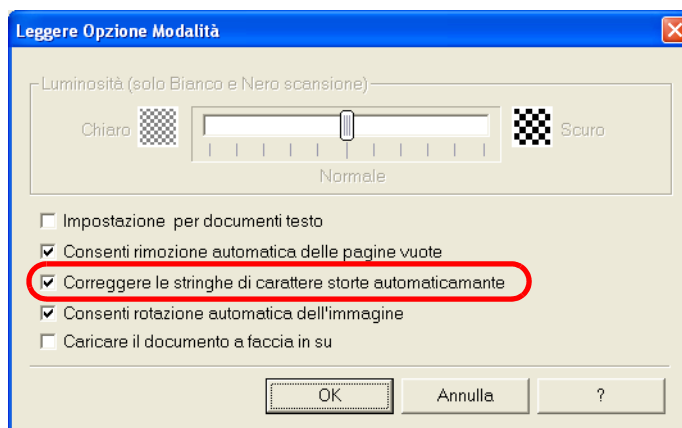 Leggere Opzione Modalità
Luminosità (solo Bianco e Nero scansione)
Chiaro Scuro
Normale
Impostazione per documenti testo
Consenti rimozione automatica delle pagine vuote
Correggere le stringhe di carattere storte automaticamante
Consenti rotazione automatica dell'immagine
Caricare il documento a faccia in su
OK Annulla ?